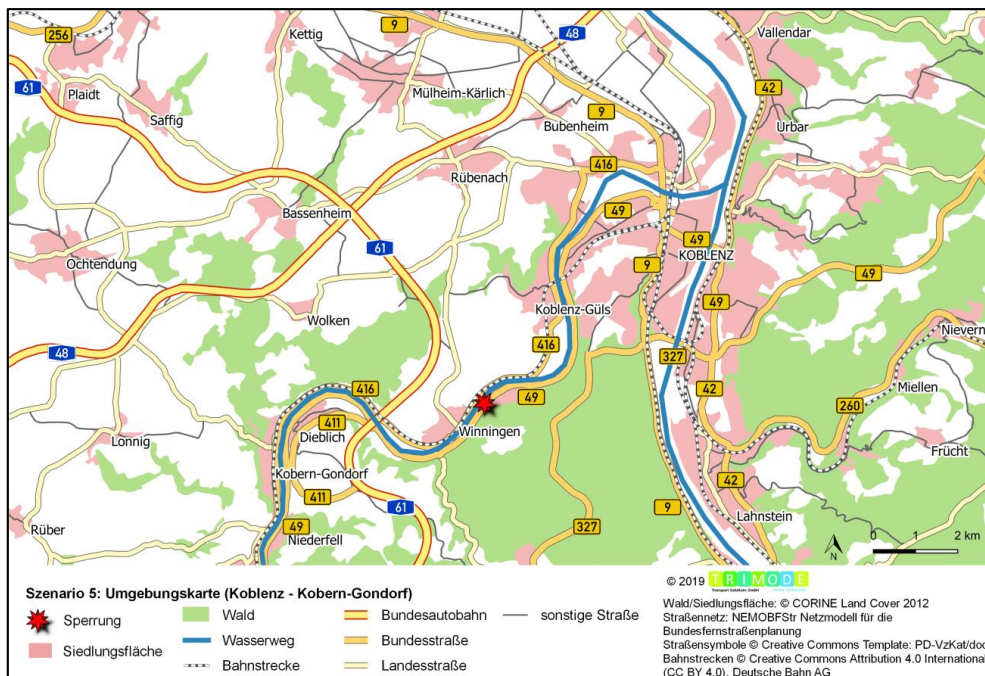 9
48
Vallendar
256
Kettig
61
42
Plaidt
Mülheim-Kärlich
9
Urbar
Saffig
Bubenheim
416
Rübenach
49
Bassenheim
61
49
KOBLENZ
Ochtendung
9
49
Koblenz-Güls
49
Wolken
Nievern
48
416
327
416
42
Miellen
49
411
260
Lonnig
Dieblich
Winningen
Frücht
Kobern-Gondorf
42
411
61
9
Lahnstein
49
327
Rüber
Niederfell
N
0 1 2 km
Szenario 5: Umgebungskarte (Koblenz - Kobern-Gondorf)
Sperrung
Siedlungsfläche
Wald
Wasserweg
Bahnstrecke
Bundesautobahn
Bundesstraße
Landesstraße
sonstige Straße
© 2019 TRIMODE
Transport Solutions GmbH
Wald/Siedlungsfläche: © CORINE Land Cover 2012
Straßennetz: NEMOBFStr Netzmodell für die
Bundesfernstraßenplanung
Straßensymbole © Creative Commons Template: PD-VzKat/doc
Bahnstrecken © Creative Commons Attribution 4.0 International
(CC BY 4.0), Deutsche Bahn AG